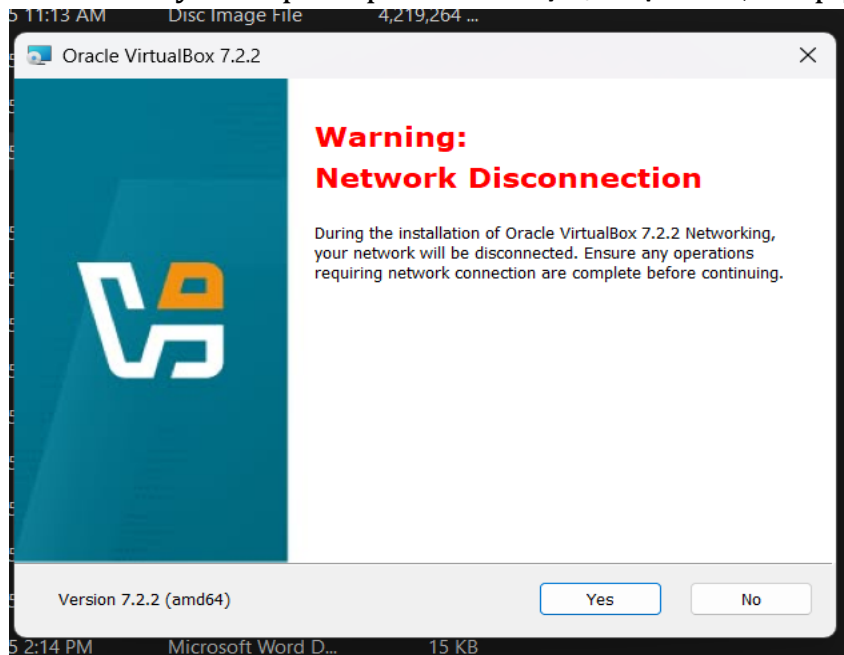 5 11:13 AM Disc Image File 4,219,264 ...
Oracle VirtualBox 7.2.2
Warning:
Network Disconnection
During the installation of Oracle VirtualBox 7.2.2 Networking,
your network will be disconnected. Ensure any operations
requiring network connection are complete before continuing.
Version 7.2.2 (amd64)
Yes
No
5 2:14 PM Microsoft Word D... 15 KB